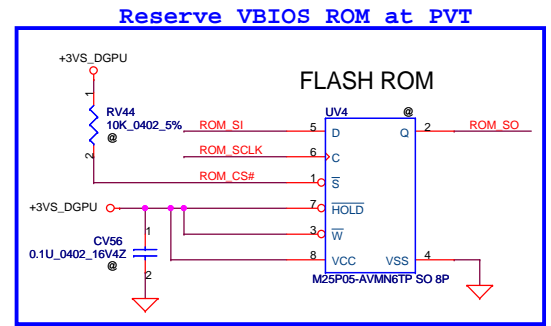 Reserve VBIOS ROM at PVT
+3VS_DGPU
FLASH ROM
1
RV44
10K_0402_5%
@
2
UV4
@
ROM_SI
5
D
Q
2
ROM_SO
ROM_SCLK
6
C
ROM_CS#
1
S
+3VS_DGPU
7
HOLD
3
W
1
CV56
0.1U_0402_16V4Z
@
2
8
VCC
VSS
4
M25P05-AVMN6TP SO 8P